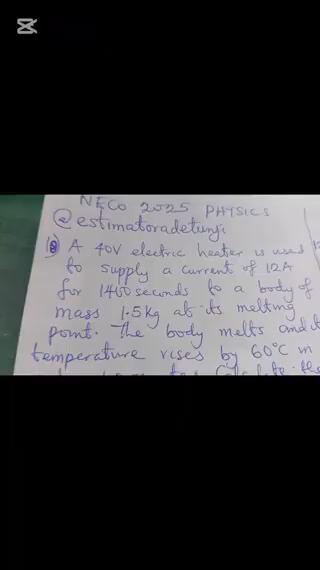 NECO 2025 PHYSICS
@estimatoradetunji
A 40V electric heater is used
to supply a current of 12A
for 1400 seconds to a body of
mass 1.5kg at its melting
point. The body melts and it
temperature rises by 60°C in